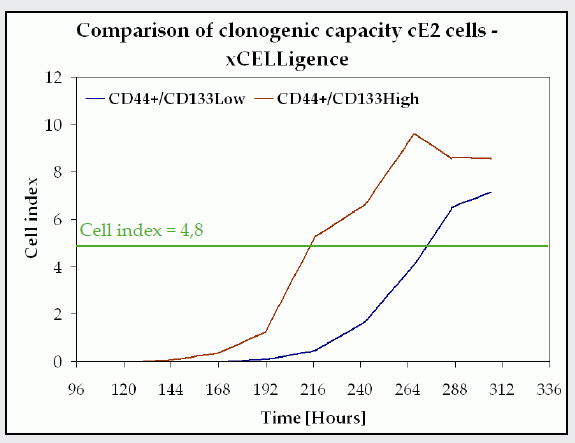 Comparison of clonogenic capacity cE2 cells -
xCELLigence
CD44+/CD133Low
CD44+/CD133High
12
10
8
6
4
2
0
Cell index
Cell index = 4,8
96 120 144 168 192 216 240 264 288 312 336
Time [Hours]